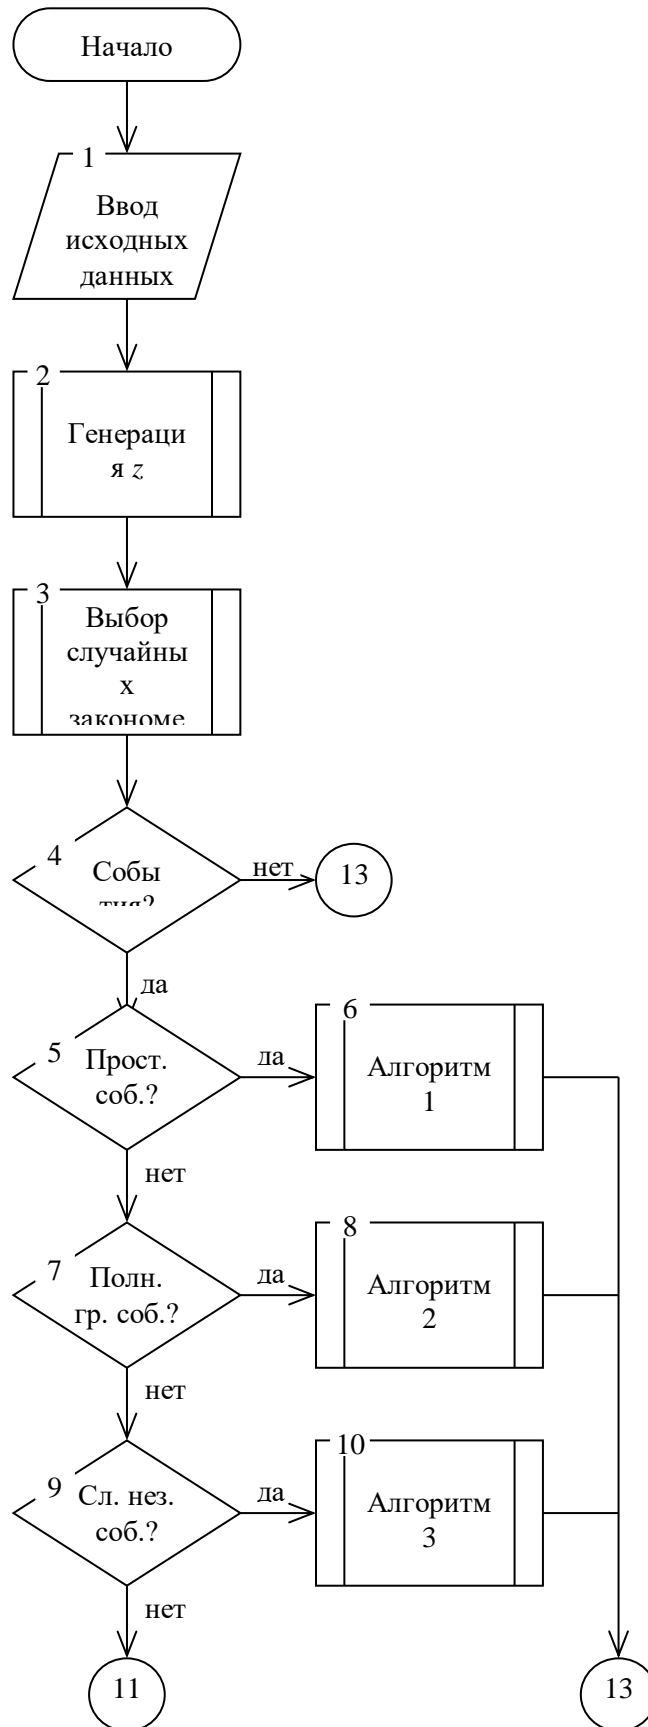 Начало
1
Ввод
исходных
данных
2
Генераци
я z
3
Выбор
случайны
х
закономе
4
Собы
тия?
нет
13
да
5
Прост.
соб.?
да
6
Алгоритм
1
нет
7
Полн.
гр. соб.?
да
8
Алгоритм
2
нет
9
Сл. нез.
соб.?
да
10
Алгоритм
3
нет
11
13